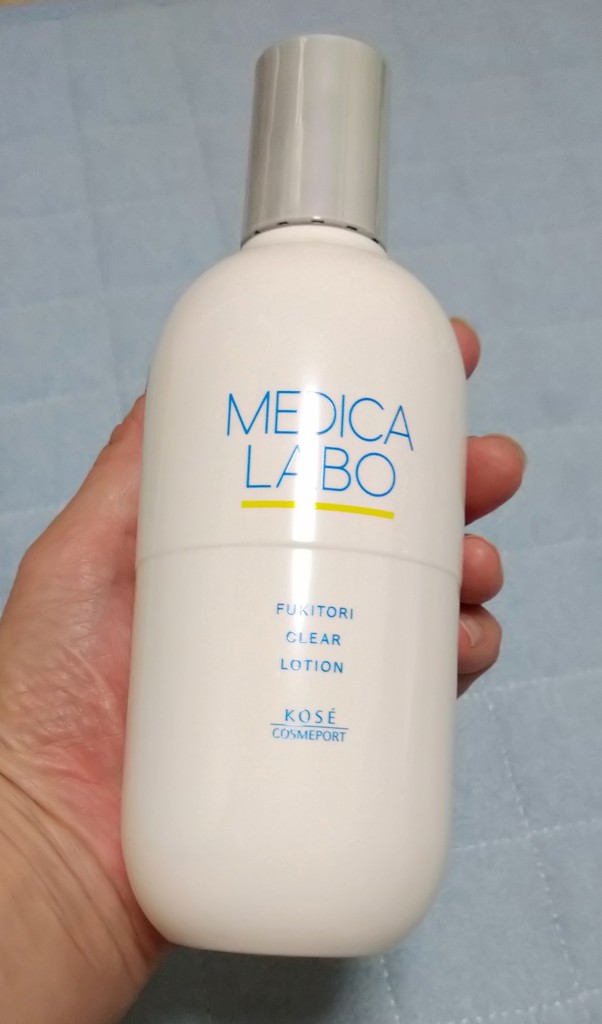 MEDICA
LABO
FUKITORI
CLEAR
LOTION
KOSÉ
COSMEPORT